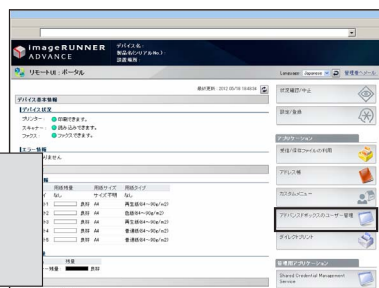 imageRUNNER
ADVANCE
デバイス名:
製品名(シリアルNo.):
設置場所:
リモートUI : ポータル
Language: Japanese
管理者へメール
最終更新 : 2012 05/18 18:44:34
デバイス基本情報
デバイス状況
プリンター: 印刷できます。
スキャナー: 読み込みできます。
ファクス: ファクスできます。
エラー情報
りません
報
用紙残量 用紙サイズ 用紙タイプ
イ なし サイズ不明 なし
良好 A4 再生紙(64～90g/m2)
良好 A4 色紙(64～90g/m2)
良好 A4 再生紙(64～90g/m2)
良好 A4 普通紙(64～90g/m2)
良好 A4 普通紙(64～90g/m2)
残量
ー残量 良好
状況確認/中止
設定/登録
アプリケーション
受信/保存ファイルの利用
アドレス帳
カスタムメニュー
アドバンスドボックスのユーザー管理
ダイレクトプリント
管理用アプリケーション
Shared Credential Management
Service